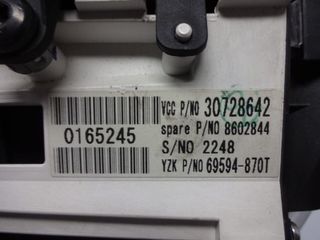 VCC P/NO 30728642
0165245
spare P/NO 8602844
S/NO 2248
YZK P/NO 69594-870T